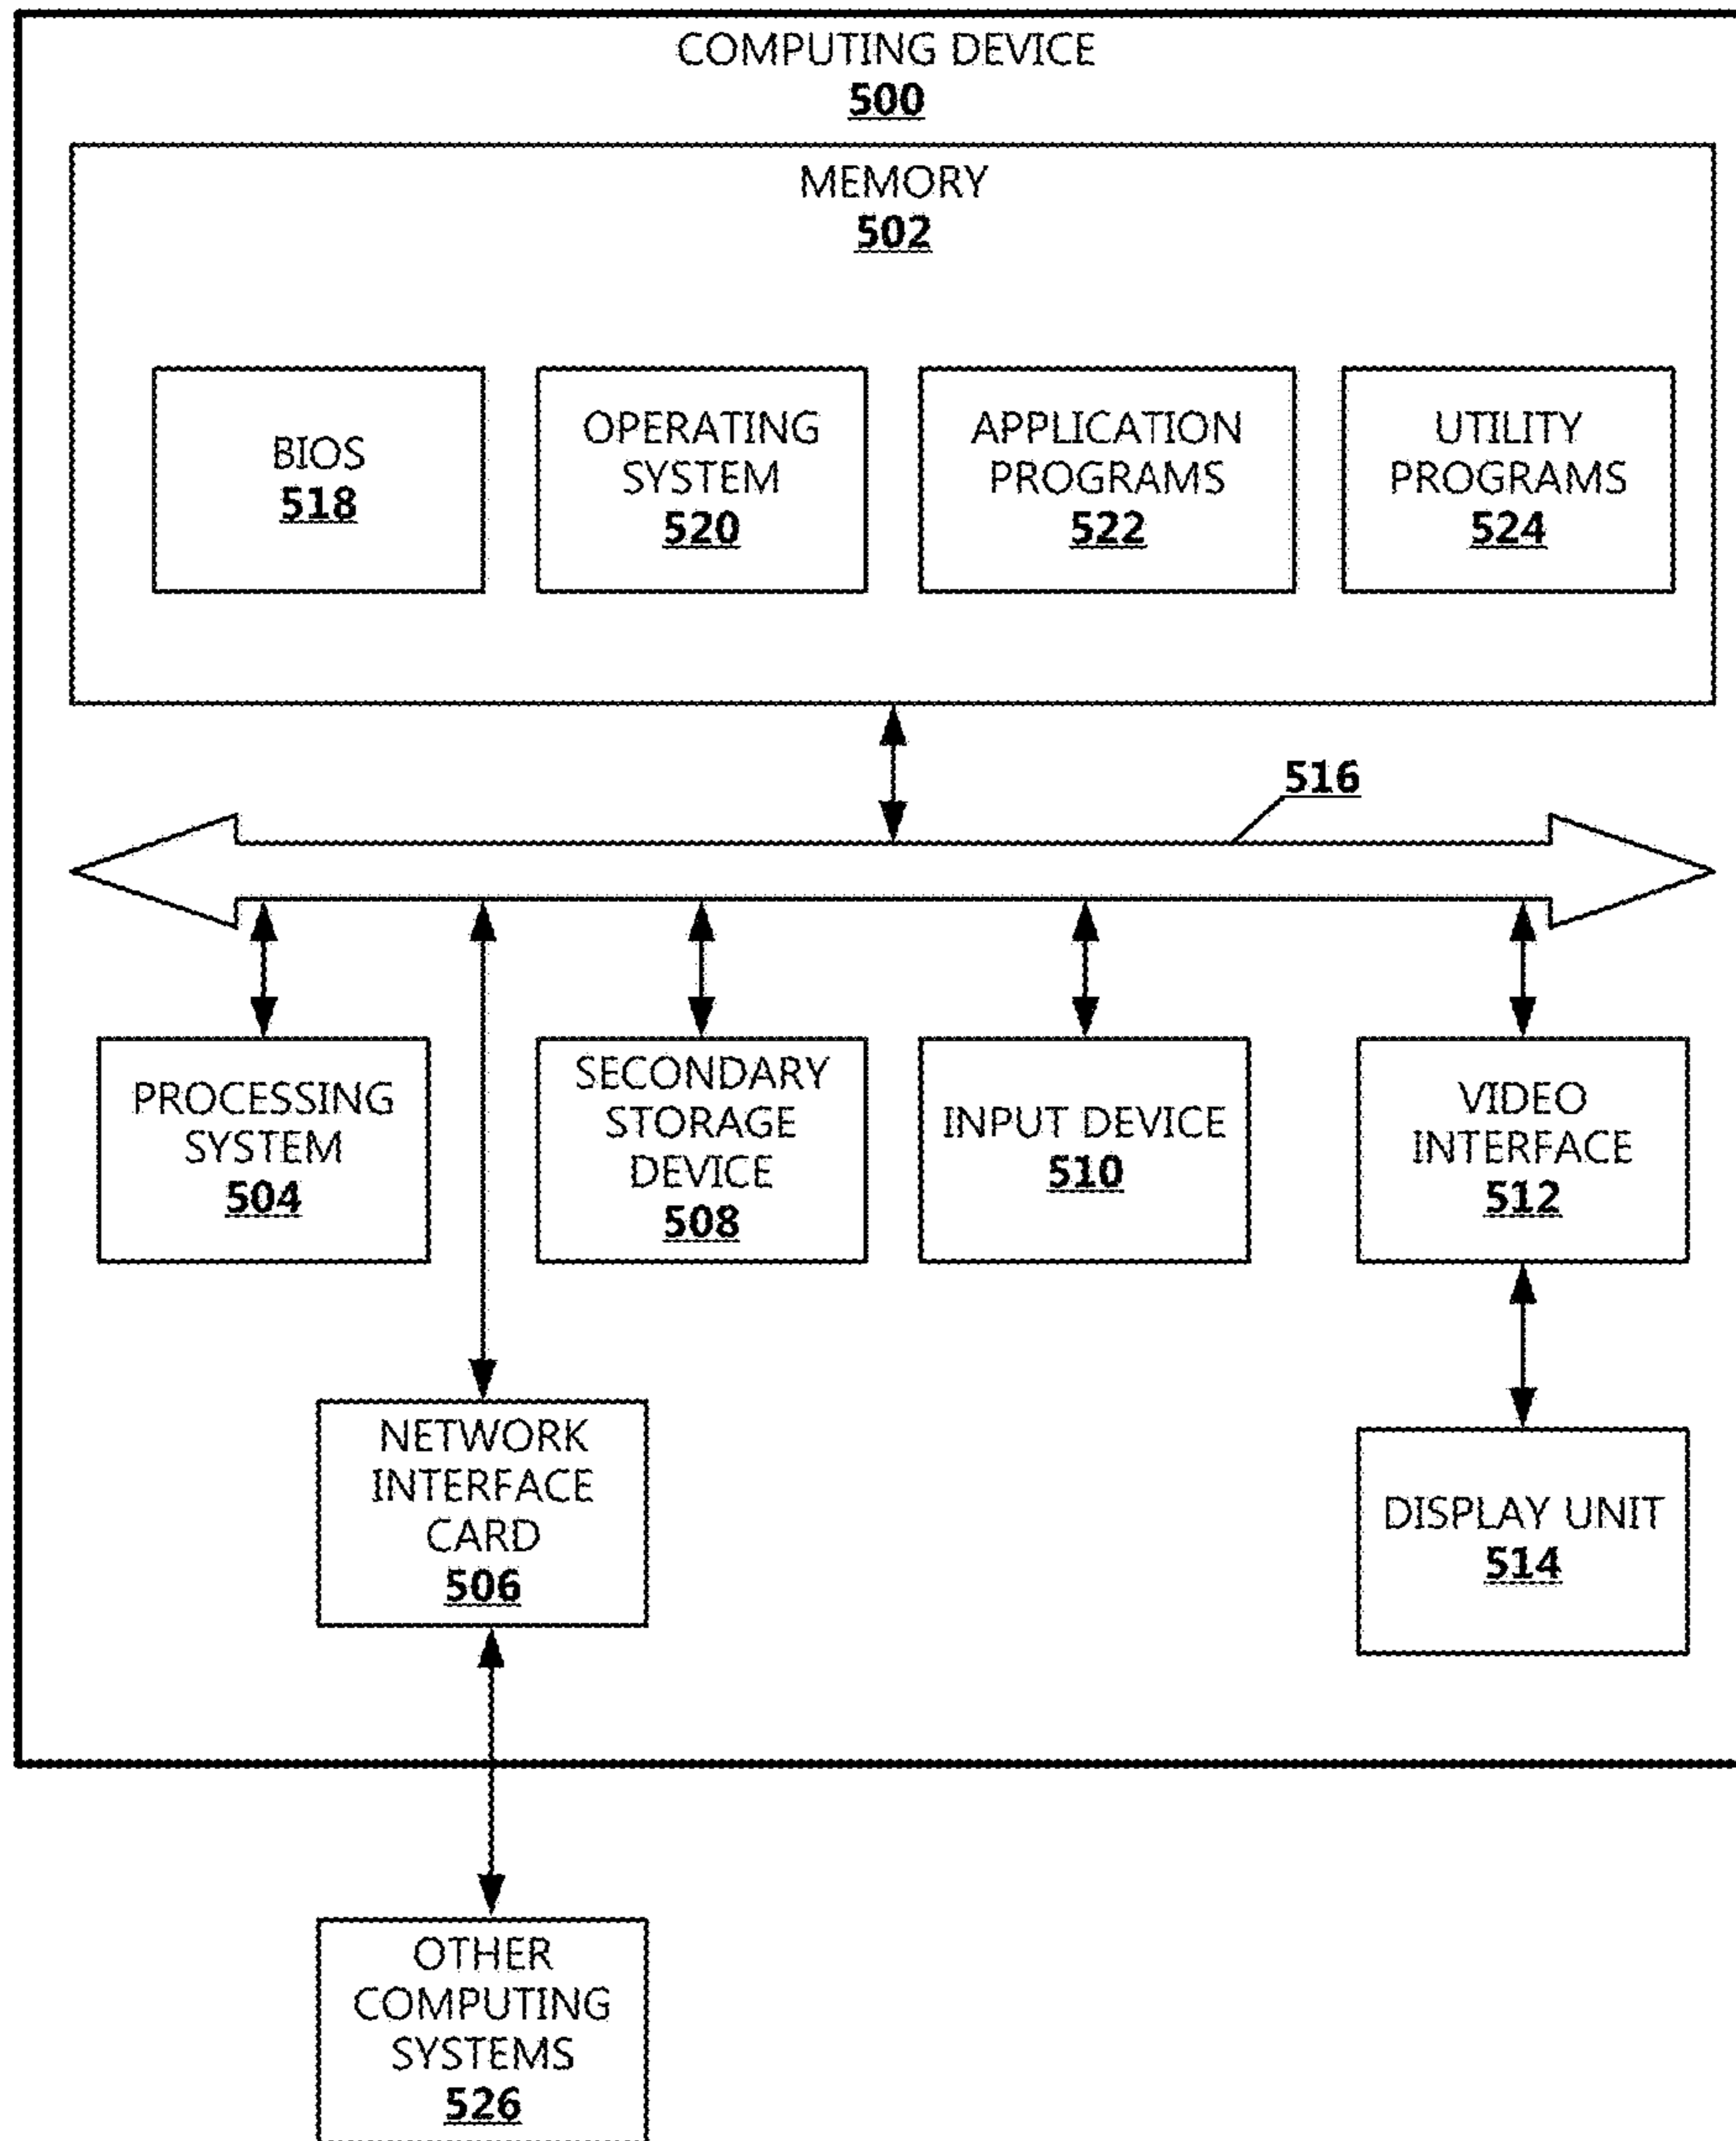 COMPUTING DEVICE
500
MEMORY
502
BIOS
518
OPERATING
SYSTEM
520
APPLICATION
PROGRAMS
522
UTILITY
PROGRAMS
524
516
PROCESSING
SYSTEM
504
SECONDARY
STORAGE
DEVICE
508
INPUT DEVICE
510
VIDEO
INTERFACE
512
NETWORK
INTERFACE
CARD
506
DISPLAY UNIT
514
OTHER
COMPUTING
SYSTEMS
526